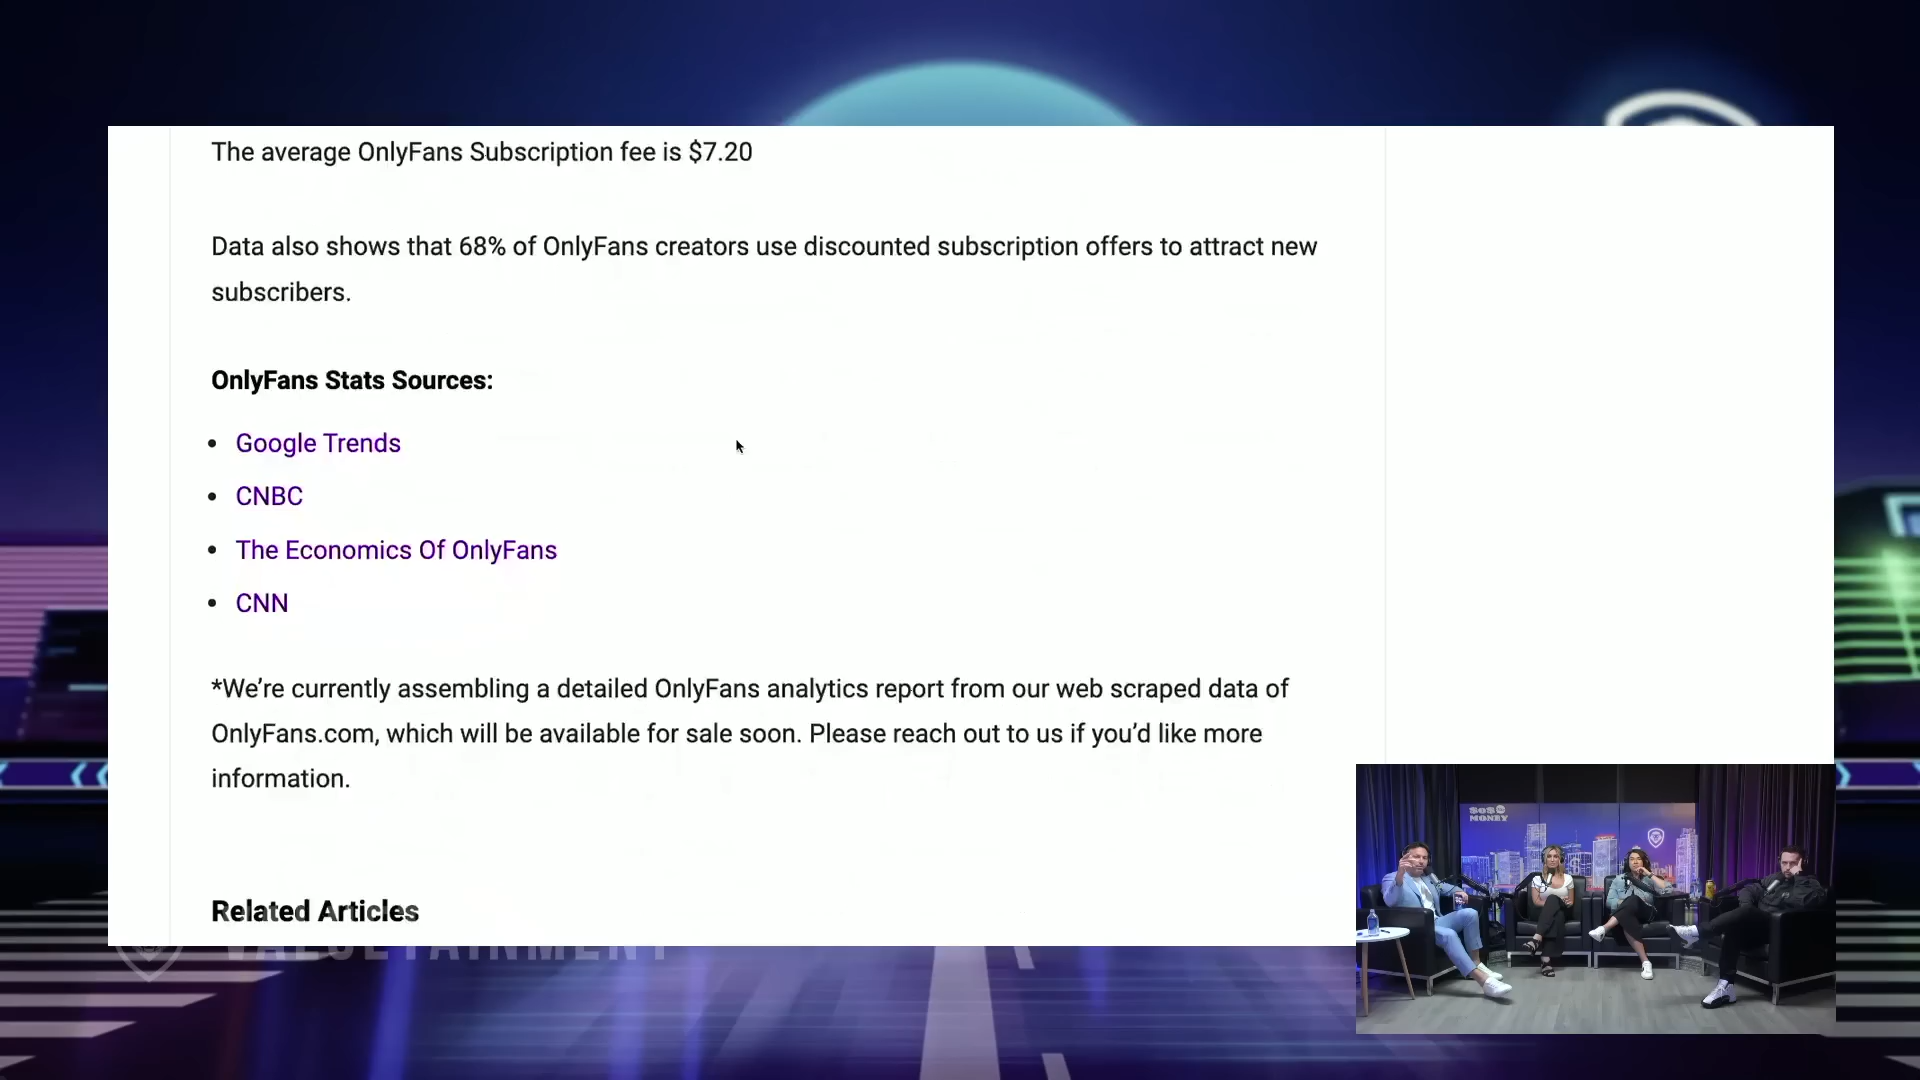 The average OnlyFans Subscription fee is $7.20
Data also shows that 68% of OnlyFans creators use discounted subscription offers to attract new
subscribers.
OnlyFans Stats Sources:
• Google Trends
• CNBC
• The Economics Of OnlyFans
• CNN
*We’re currently assembling a detailed OnlyFans analytics report from our web scraped data of
OnlyFans.com, which will be available for sale soon. Please reach out to us if you’d like more
information.
Related Articles
VALUETAINMENT
SOS
MONEY